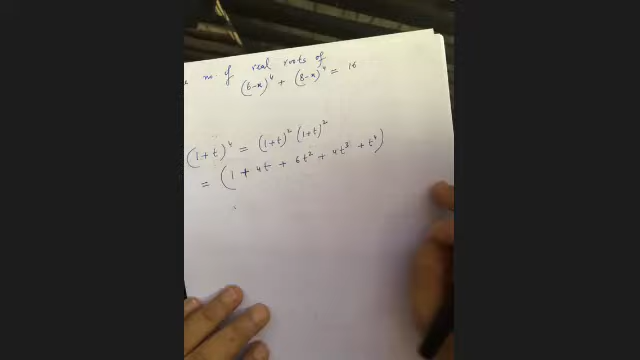 no. of real roots of
(6-x)⁴ + (8-x)⁴ = 16
(1+t)⁴ = (1+t)² (1+t)²
= (1 + 4t + 6t² + 4t³ + t⁴)